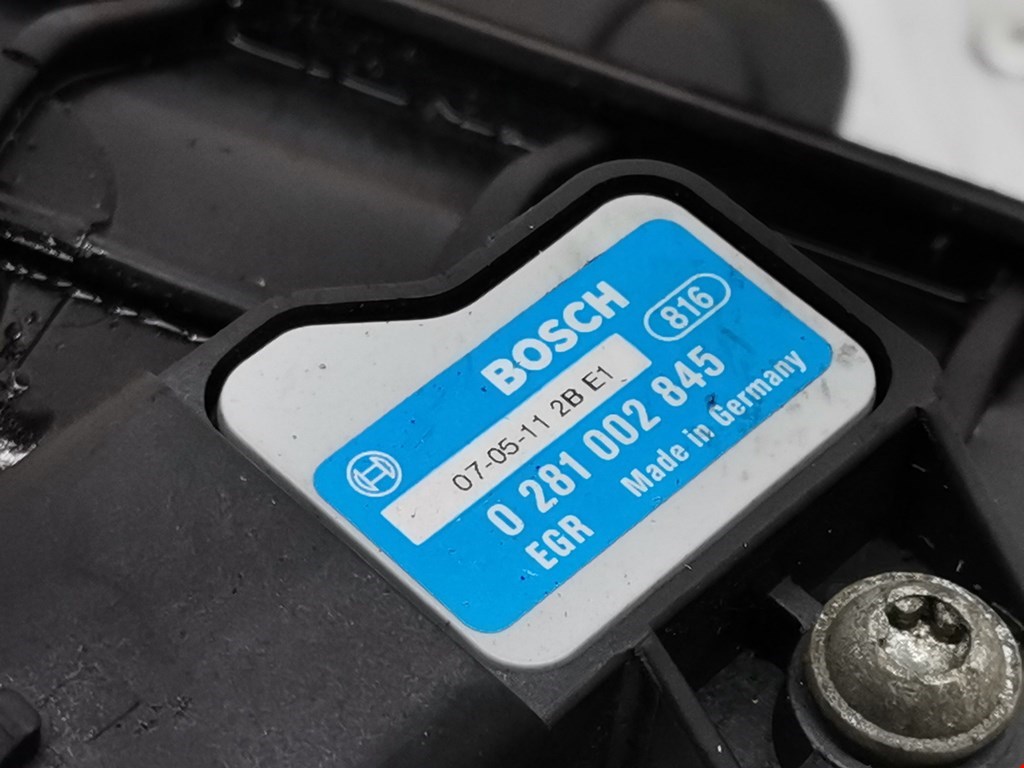 BOSCH
816
07-05-11 2B E1
0 281 002 845
EGR Made in Germany